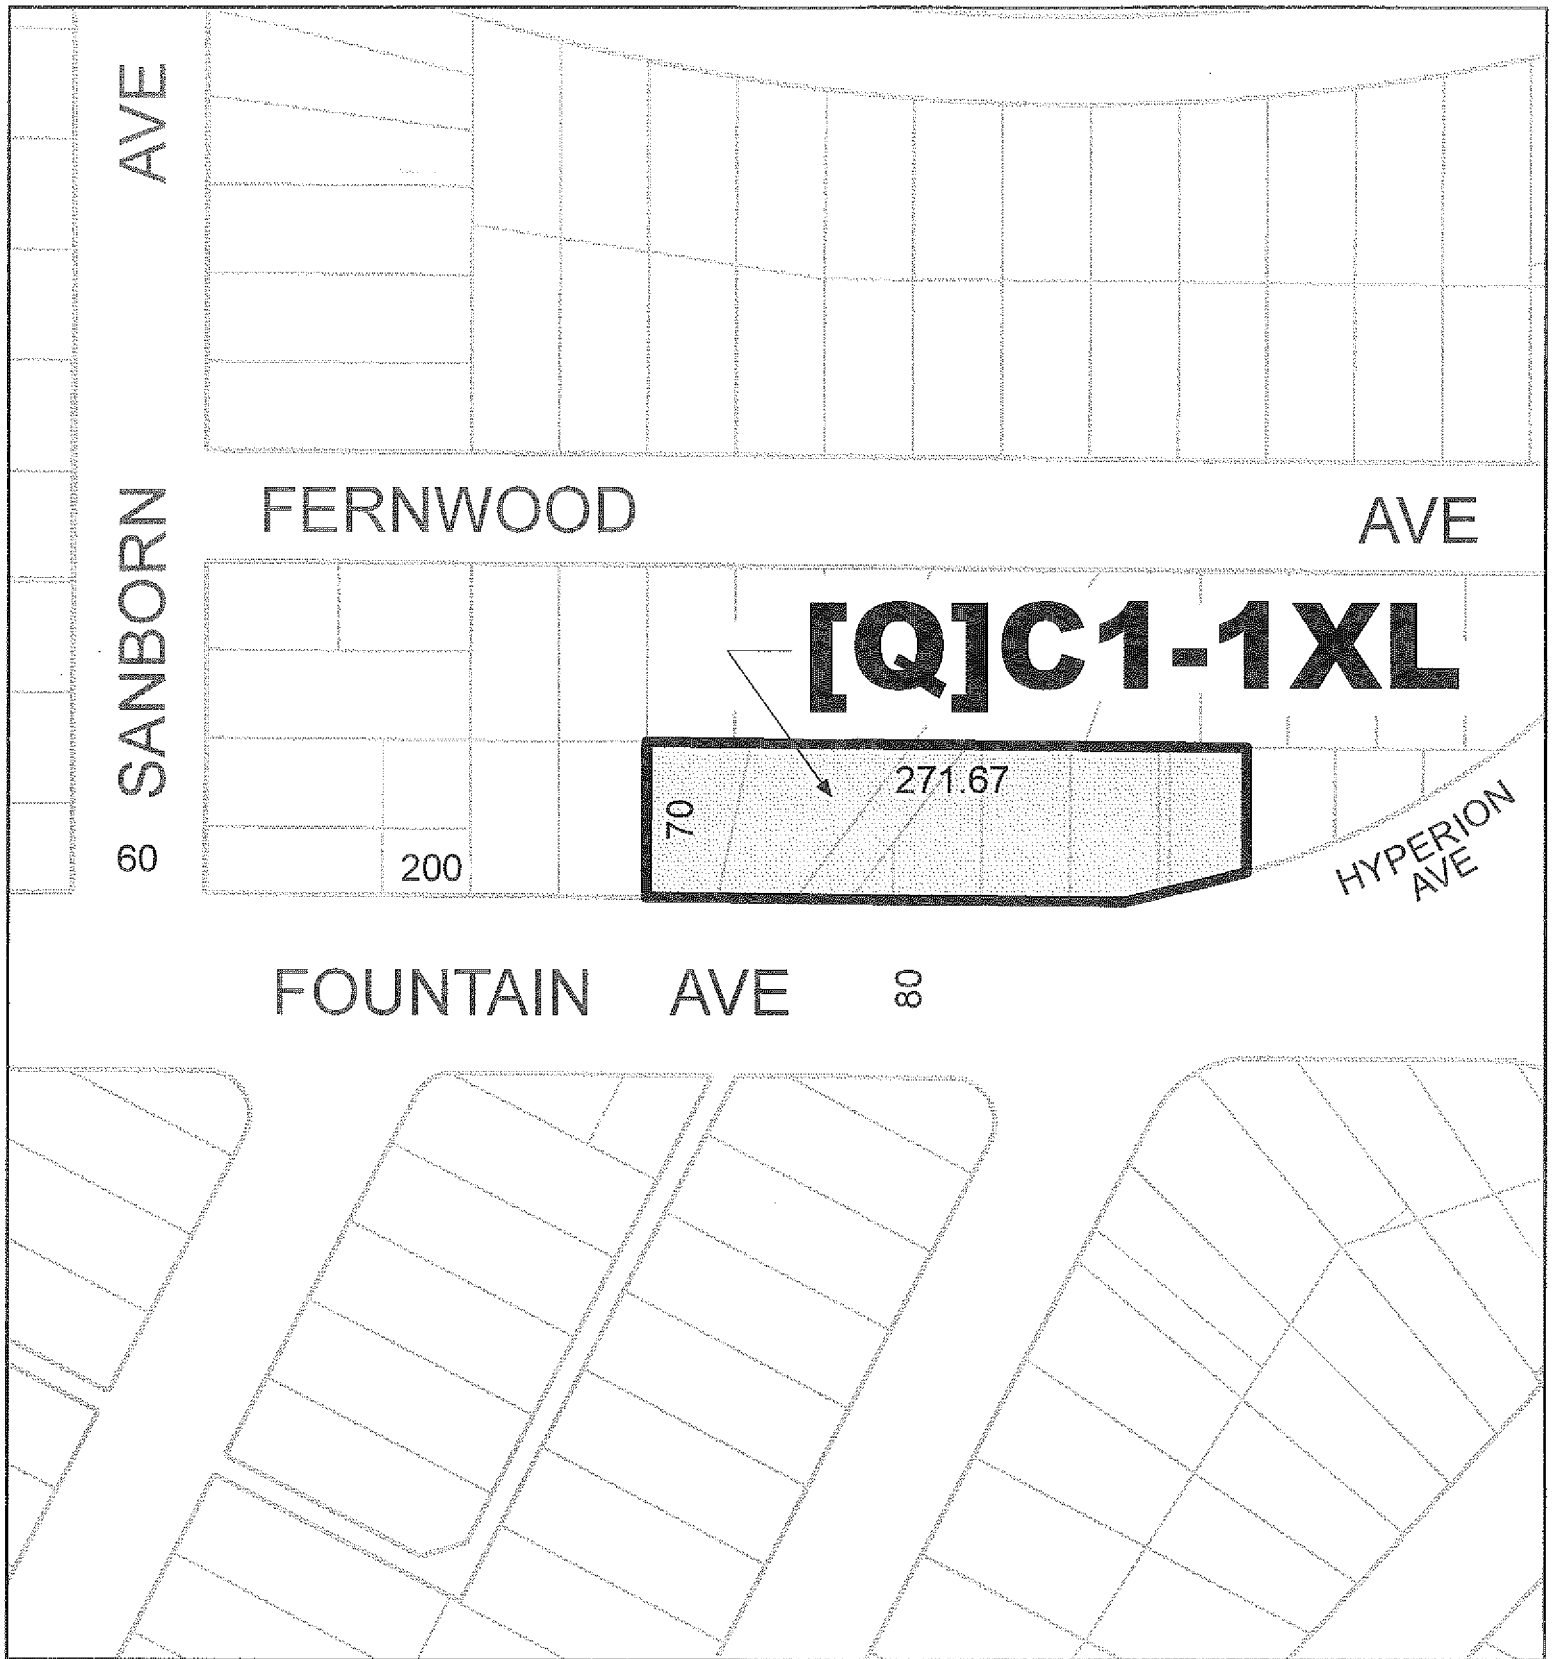 AVE
SANBORN
60
FERNWOOD AVE
[Q]C1-1XL
271.67
70
200
HYPERION
AVE
FOUNTAIN AVE
80